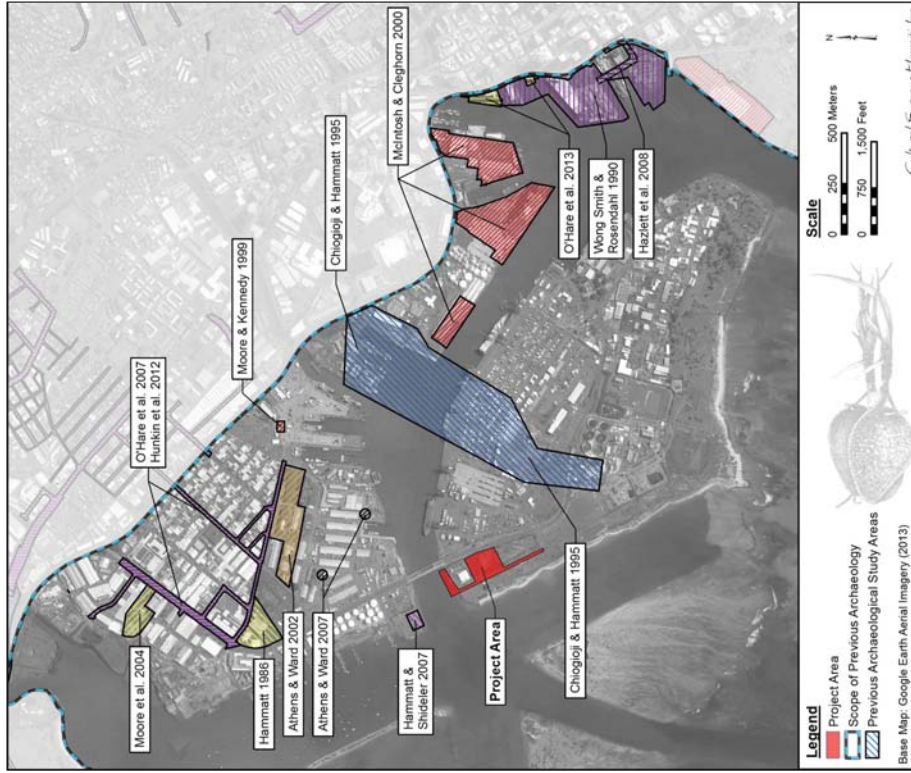 O'Hare et al. 2007
Hunkin et al. 2012
Moore & Kennedy 1999
Chiogioji & Hammatt 1995
McIntosh & Cleghorn 2000
Moore et al. 2004
Hammatt 1986
Athens & Ward 2002
Athens & Ward 2007
Hammatt &
Shideler 2007
Project Area
Chiogioji & Hammatt 1995
O'Hare et al. 2013
Wong Smith &
Rosendahl 1990
Hazlett et al. 2008
Legend
Project Area
Scope of Previous Archaeology
Previous Archaeological Study Areas
Base Map: Google Earth Aerial Imagery (2013)
Scale
0 250 500 Meters
0 750 1,500 Feet
N